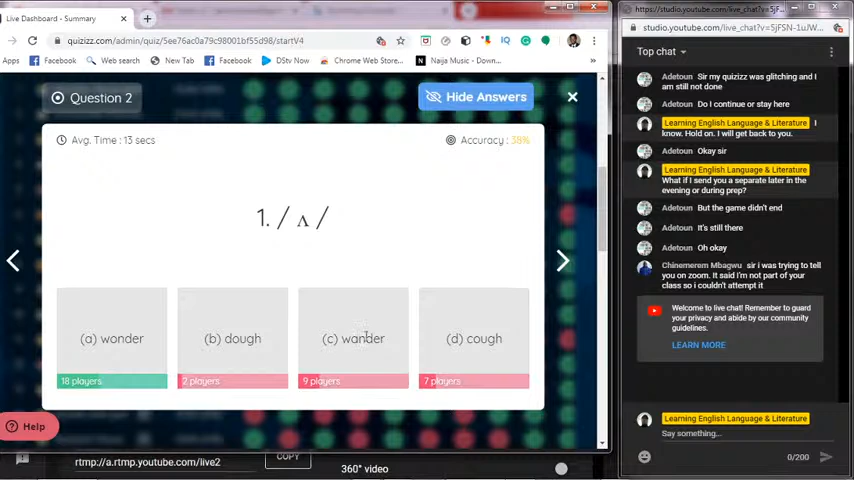 Live Dashboard - Summary
quizizz.com/admin/quiz/5ee76ac0a79c98001bf55d98/startV4
Apps
Facebook
Web search
New Tab
Facebook
DStv Now
Chrome Web Store...
Naija Music - Down...
Question 2
Hide Answers
Avg. Time : 13 secs
Accuracy : 38%
1. / ʌ /
(a) wonder
(b) dough
(c) wander
(d) cough
18 players
2 players
9 players
7 players
Help
rtmp://a.rtmp.youtube.com/live2
COPY
360° video
https://studio.youtube.com/live_chat?v=5jF...
studio.youtube.com/live_chat?v=5jFSN-1uJW...
Top chat
Adetoun Sir my quizizz was glitching and I
am still not done
Adetoun Do I continue or stay here
Learning English Language & Literature I
know. Hold on. I will get back to you.
Adetoun Okay sir
Learning English Language & Literature
What if I send you a separate later in the
evening or during prep?
Adetoun But the game didn't end
Adetoun It's still there
Adetoun Oh okay
Chinemerem Mbagwu sir i was trying to tell
you on zoom. It said i'm not part of your
class so i couldn't attempt it
Welcome to live chat! Remember to guard
your privacy and abide by our community
guidelines.
LEARN MORE
Learning English Language & Literature
Say something...
0/200